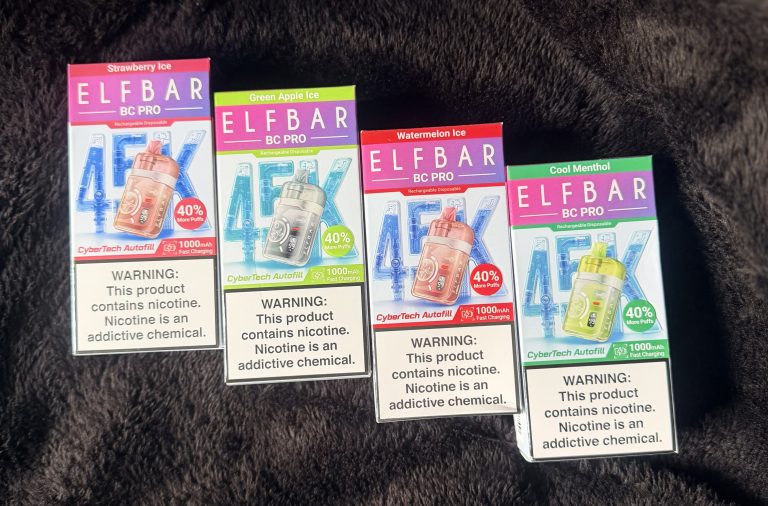 Strawberry Ice
ELFBAR
BC PRO
Rechargeable Disposable
45K
40%
More Puffs
CyberTech Autofill
1000mAh
Fast Charging
WARNING:
This product
contains nicotine.
Nicotine is an
addictive chemical.
Green Apple Ice
ELFBAR
BC PRO
Rechargeable Disposable
45K
40%
More Puffs
CyberTech Autofill
1000mAh
Fast Charging
WARNING:
This product
contains nicotine.
Nicotine is an
addictive chemical.
Watermelon Ice
ELFBAR
BC PRO
Rechargeable Disposable
45K
40%
More Puffs
CyberTech Autofill
1000mAh
Fast Charging
WARNING:
This product
contains nicotine.
Nicotine is an
addictive chemical.
Cool Menthol
ELFBAR
BC PRO
Rechargeable Disposable
45K
40%
More Puffs
CyberTech Autofill
1000mAh
Fast Charging
WARNING:
This product
contains nicotine.
Nicotine is an
addictive chemical.